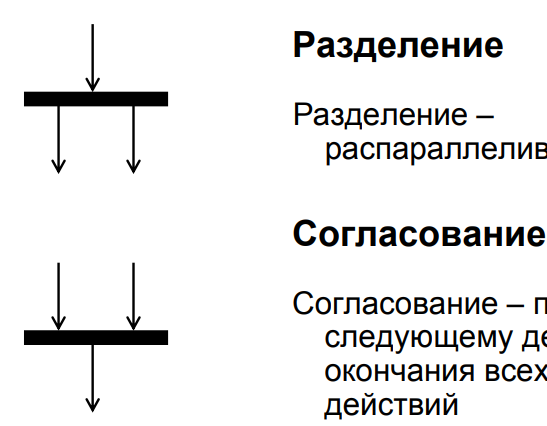 Разделение
Разделение –
распараллелив
Согласование
Согласование – п
следующему де
окончания всех
действий